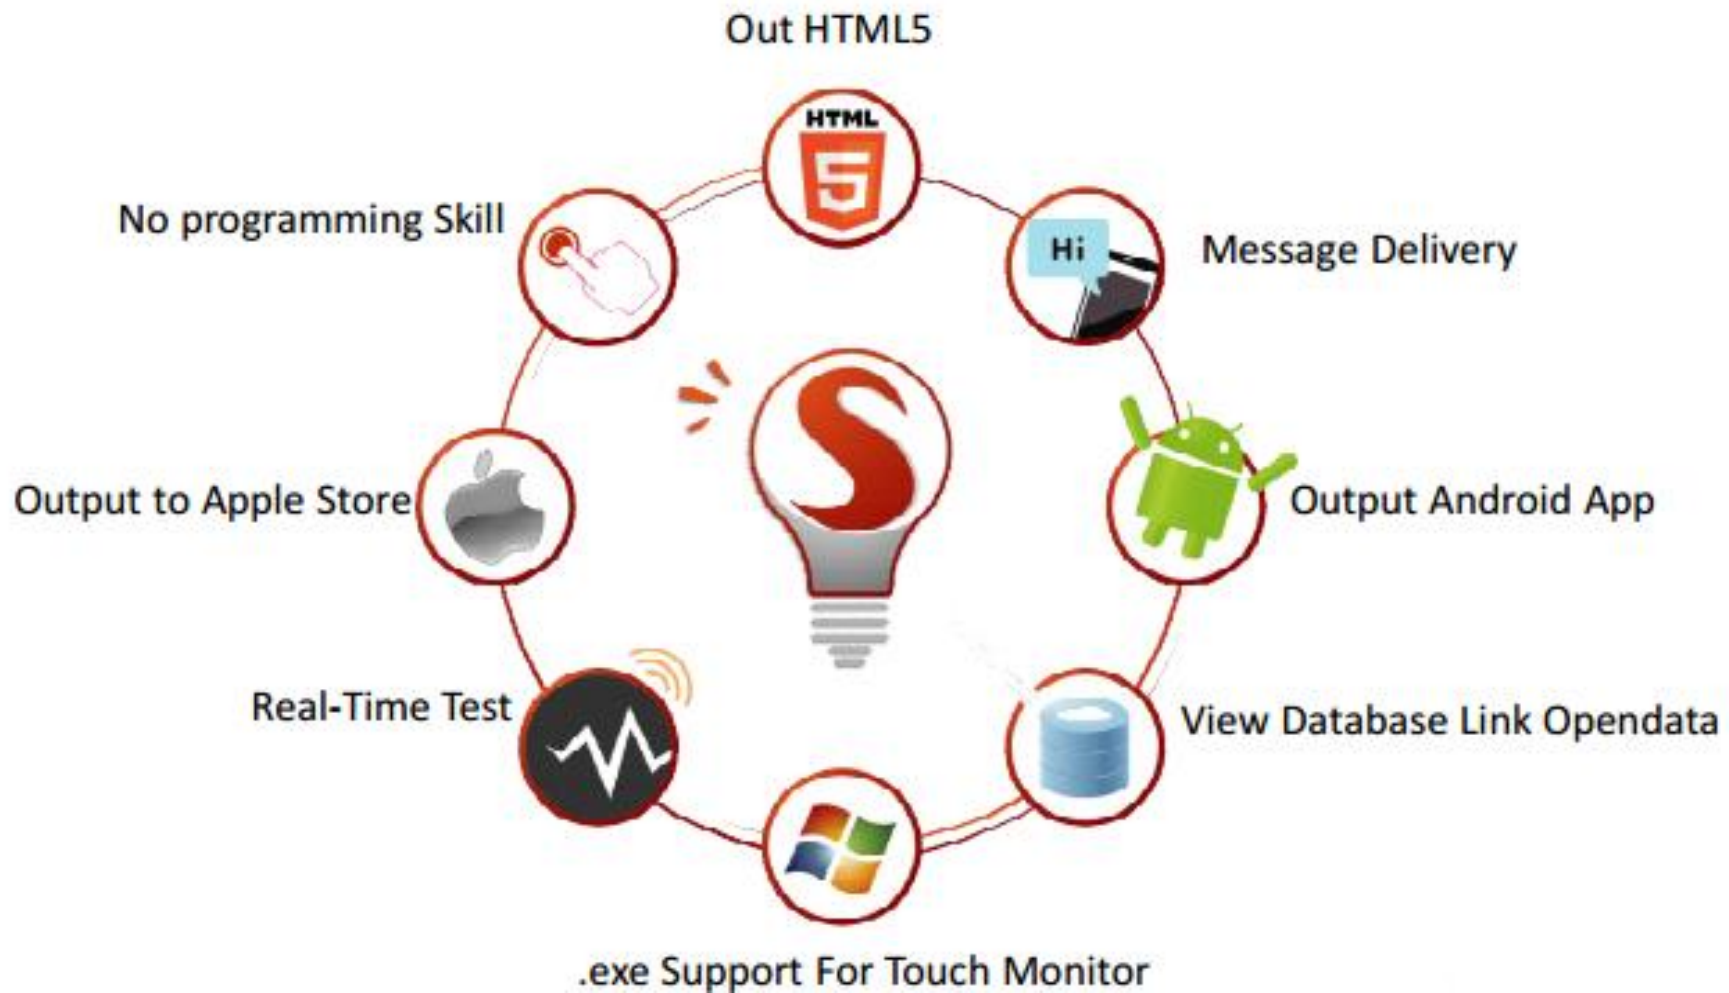 Out HTML5
HTML
5
No programming Skill
Hi
Message Delivery
S
Output to Apple Store
Output Android App
Real-Time Test
View Database Link Opendata
.exe Support For Touch Monitor